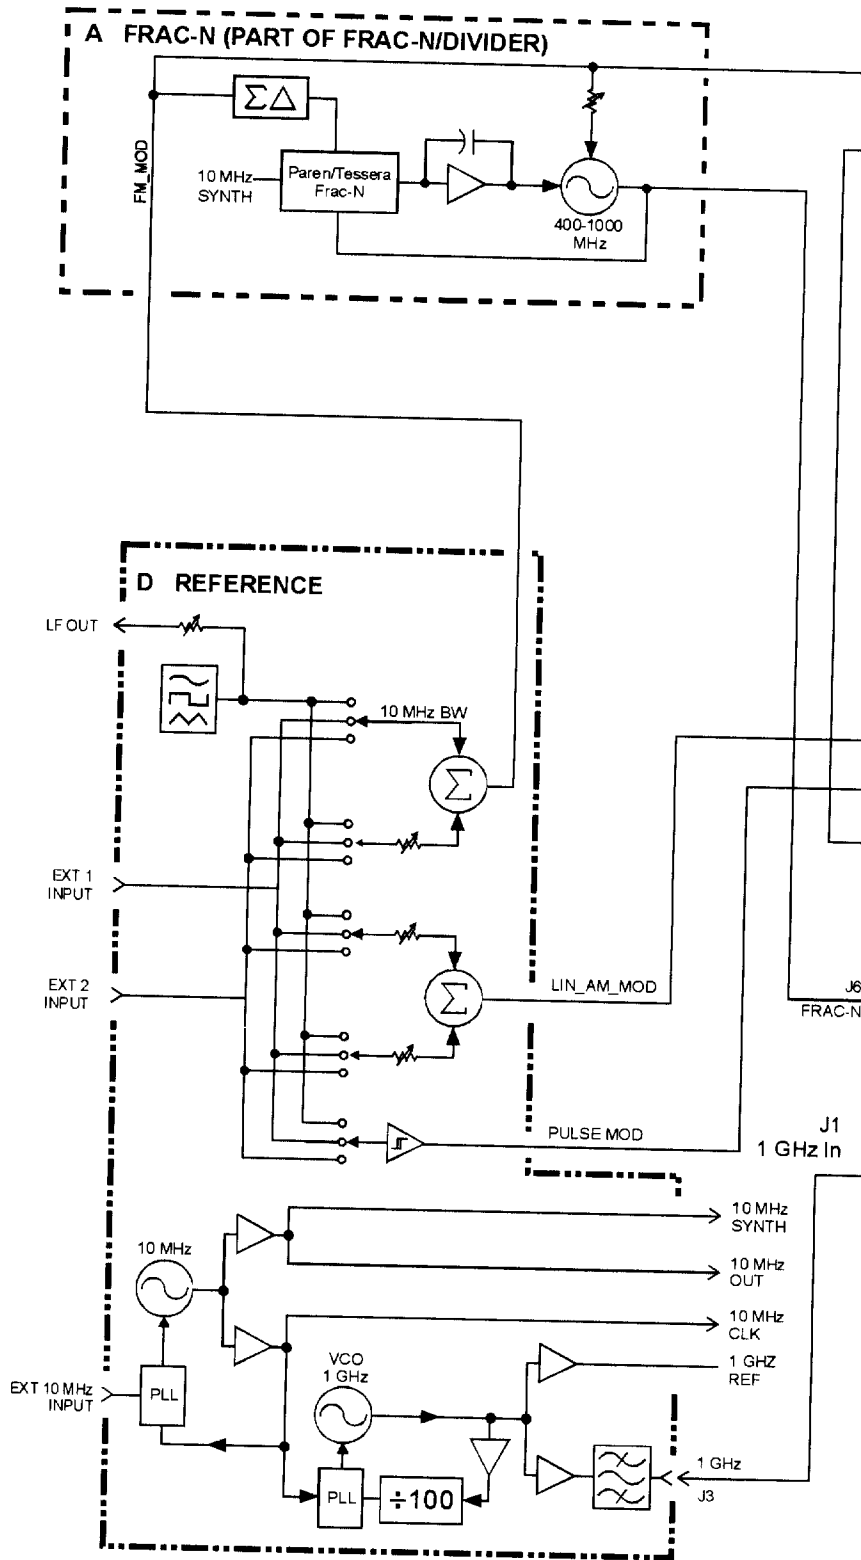 A FRAC-N (PART OF FRAC-N/DIVIDER)
ΣΔ
FM_MOD
10 MHz
SYNTH
Paren/Tessera
Frac-N
400-1000
MHz
D REFERENCE
LF OUT
10 MHz BW
Σ
EXT 1
INPUT
EXT 2
INPUT
Σ
LIN_AM_MOD
J6
FRAC-N
PULSE MOD
J1
1 GHz In
10 MHz
SYNTH
10 MHz
10 MHz
OUT
10 MHz
CLK
VCO
1 GHz
1 GHZ
REF
EXT 10 MHz
INPUT
PLL
PLL
÷100
1 GHz
J3